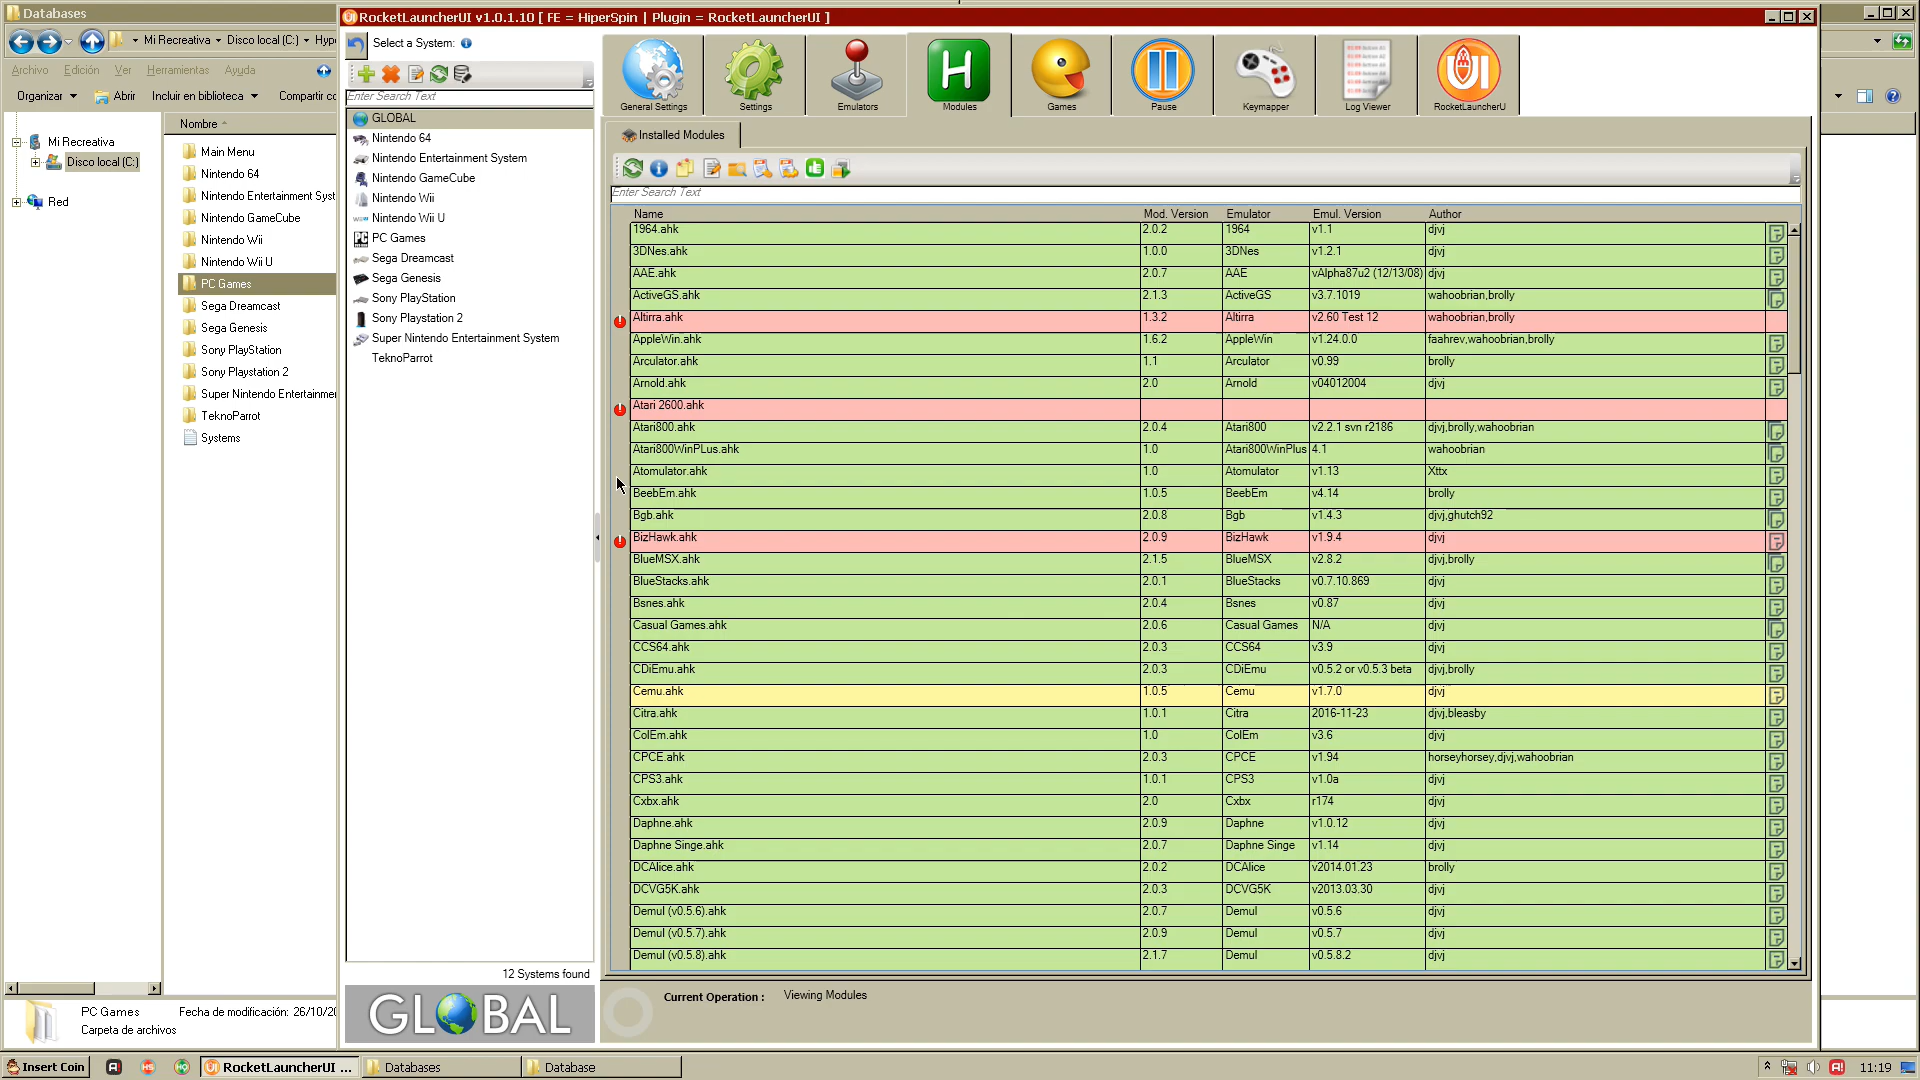 Databases
RocketLauncherUI v1.0.1.10 [ FE = HiperSpin | Plugin = RocketLauncherUI ]
Mi Recreativa
Disco local (C:)
Archivo Edición Ver Herramientas Ayuda
Organizar Abrir Incluir en biblioteca
Nombre
Mi Recreativa
Disco local (C:)
Red
Main Menu
Nintendo 64
Nintendo Entertainment Syst
Nintendo GameCube
Nintendo Wii
Nintendo Wii U
PC Games
Sega Dreamcast
Sega Genesis
Sony PlayStation
Sony Playstation 2
Super Nintendo Entertainme
TeknoParrot
Systems
PC Games Fecha de modificación: 26/10/20
Carpeta de archivos
Select a System:
Enter Search Text
GLOBAL
Nintendo 64
Nintendo Entertainment System
Nintendo GameCube
Nintendo Wii
Nintendo Wii U
PC Games
Sega Dreamcast
Sega Genesis
Sony PlayStation
Sony Playstation 2
Super Nintendo Entertainment System
TeknoParrot
12 Systems found
GLOBAL
General Settings Settings Emulators Modules Games Pause Keymapper Log Viewer RocketLauncherU
Installed Modules
Enter Search Text
Name Mod. Version Emulator Emul. Version Author
1964.ahk 2.0.2 1964 v1.1 djvj
3DNes.ahk 1.0.0 3DNes v1.2.1 djvj
AAE.ahk 2.0.7 AAE vAlpha87u2 (12/13/08) djvj
ActiveGS.ahk 2.1.3 ActiveGS v3.7.1019 wahoobrian,brolly
Altirra.ahk 1.3.2 Altirra v2.60 Test 12 wahoobrian,brolly
AppleWin.ahk 1.6.2 AppleWin v1.24.0.0 faahrev,wahoobrian,brolly
Arculator.ahk 1.1 Arculator v0.99 brolly
Arnold.ahk 2.0 Arnold v04012004 djvj
Atari 2600.ahk
Atari800.ahk 2.0.4 Atari800 v2.2.1 svn r2186 djvj,brolly,wahoobrian
Atari800WinPLus.ahk 1.0 Atari800WinPlus 4.1 wahoobrian
Atomulator.ahk 1.0 Atomulator v1.13 Xttx
BeebEm.ahk 1.0.5 BeebEm v4.14 brolly
Bgb.ahk 2.0.8 Bgb v1.4.3 djvj,ghutch92
BizHawk.ahk 2.0.9 BizHawk v1.9.4 djvj
BlueMSX.ahk 2.1.5 BlueMSX v2.8.2 djvj,brolly
BlueStacks.ahk 2.0.1 BlueStacks v0.7.10.869 djvj
Bsnes.ahk 2.0.4 Bsnes v0.87 djvj
Casual Games.ahk 2.0.6 Casual Games N/A djvj
CCS64.ahk 2.0.3 CCS64 v3.9 djvj
CDiEmu.ahk 2.0.3 CDiEmu v0.5.2 or v0.5.3 beta djvj,brolly
Cemu.ahk 1.0.5 Cemu v1.7.0 djvj
Citra.ahk 1.0.1 Citra 2016-11-23 djvj,bleasby
ColEm.ahk 1.0 ColEm v3.6 djvj
CPCE.ahk 2.0.3 CPCE v1.94 horseyhorsey,djvj,wahoobrian
CPS3.ahk 1.0.1 CPS3 v1.0a djvj
Cxbx.ahk 2.0 Cxbx r174 djvj
Daphne.ahk 2.0.9 Daphne v1.0.12 djvj
Daphne Singe.ahk 2.0.7 Daphne Singe v1.14 djvj
DCAlice.ahk 2.0.2 DCAlice v2014.01.23 brolly
DCVG5K.ahk 2.0.3 DCVG5K v2013.03.30 djvj
Demul (v0.5.6).ahk 2.0.7 Demul v0.5.6 djvj
Demul (v0.5.7).ahk 2.0.9 Demul v0.5.7 djvj
Demul (v0.5.8).ahk 2.1.7 Demul v0.5.8.2 djvj
Current Operation : Viewing Modules
Insert Coin RocketLauncherUI ... Databases Database 11:19